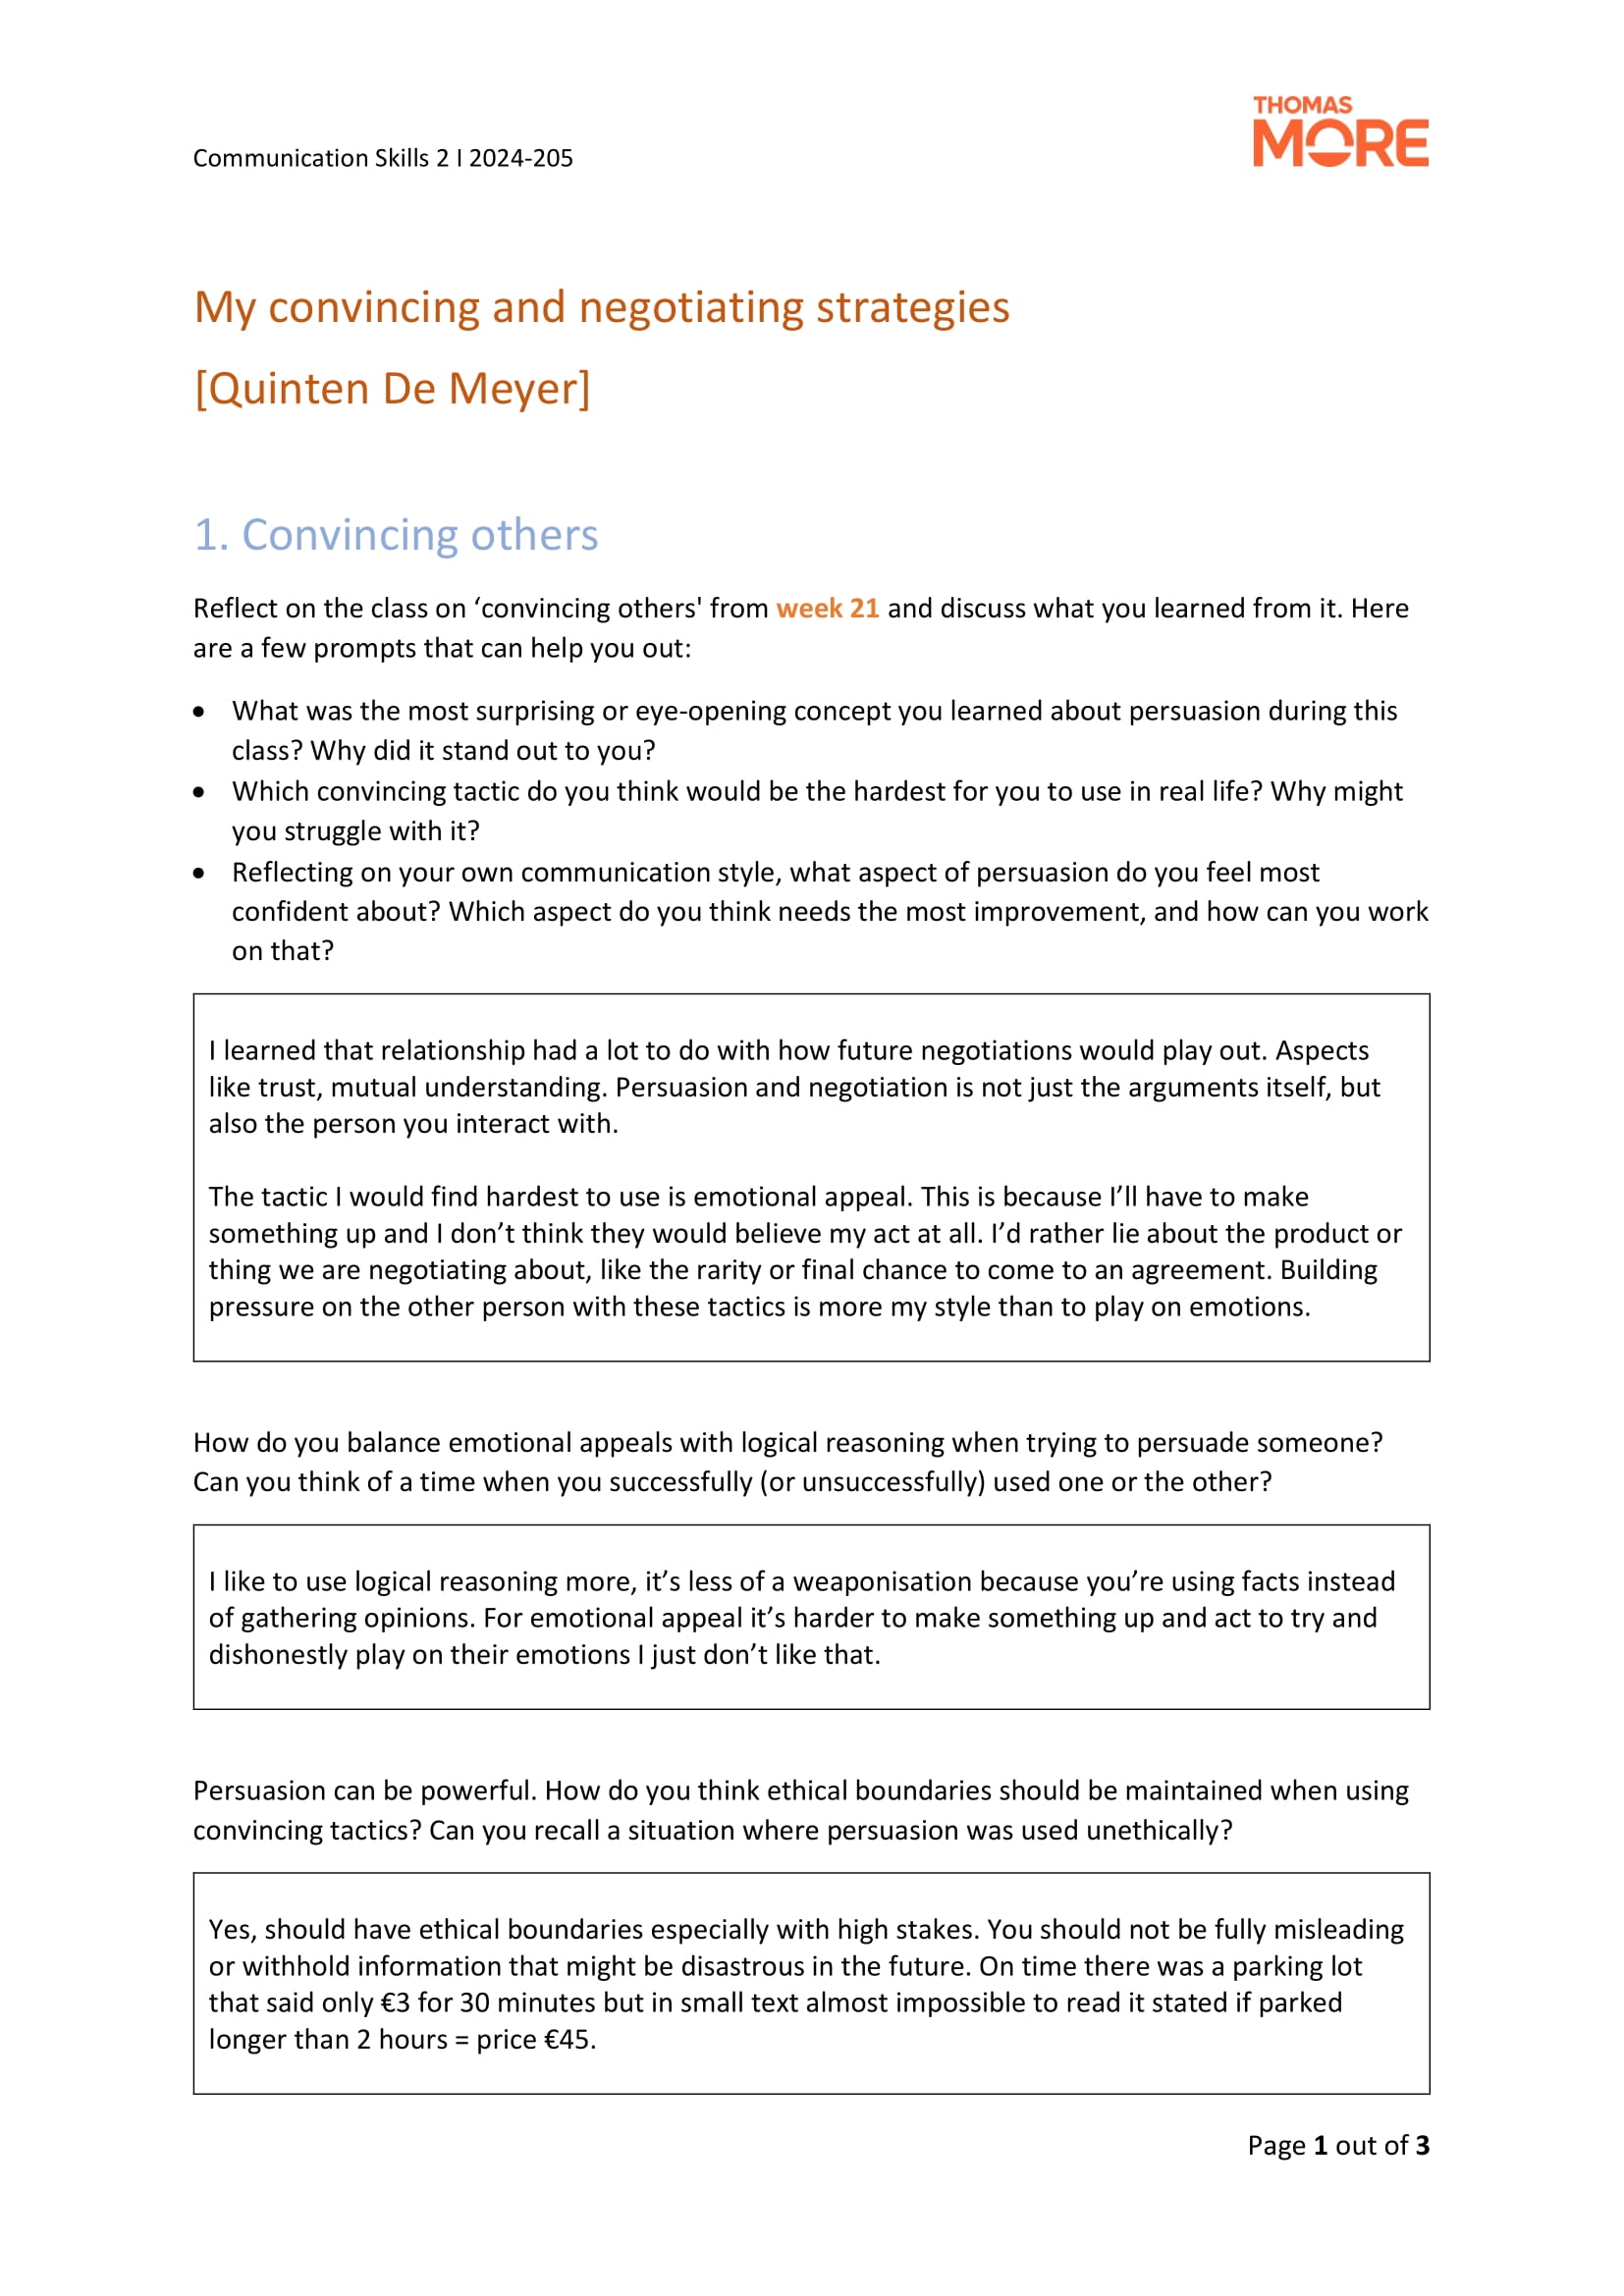 THOMAS
MORE
Communication Skills 2 I 2024-205
My convincing and negotiating strategies
[Quinten De Meyer]
1. Convincing others
Reflect on the class on ‘convincing others' from week 21 and discuss what you learned from it. Here
are a few prompts that can help you out:
• What was the most surprising or eye-opening concept you learned about persuasion during this
class? Why did it stand out to you?
• Which convincing tactic do you think would be the hardest for you to use in real life? Why might
you struggle with it?
• Reflecting on your own communication style, what aspect of persuasion do you feel most
confident about? Which aspect do you think needs the most improvement, and how can you work
on that?
I learned that relationship had a lot to do with how future negotiations would play out. Aspects
like trust, mutual understanding. Persuasion and negotiation is not just the arguments itself, but
also the person you interact with.
The tactic I would find hardest to use is emotional appeal. This is because I’ll have to make
something up and I don’t think they would believe my act at all. I’d rather lie about the product or
thing we are negotiating about, like the rarity or final chance to come to an agreement. Building
pressure on the other person with these tactics is more my style than to play on emotions.
How do you balance emotional appeals with logical reasoning when trying to persuade someone?
Can you think of a time when you successfully (or unsuccessfully) used one or the other?
I like to use logical reasoning more, it’s less of a weaponisation because you’re using facts instead
of gathering opinions. For emotional appeal it’s harder to make something up and act to try and
dishonestly play on their emotions I just don’t like that.
Persuasion can be powerful. How do you think ethical boundaries should be maintained when using
convincing tactics? Can you recall a situation where persuasion was used unethically?
Yes, should have ethical boundaries especially with high stakes. You should not be fully misleading
or withhold information that might be disastrous in the future. On time there was a parking lot
that said only €3 for 30 minutes but in small text almost impossible to read it stated if parked
longer than 2 hours = price €45.
Page 1 out of 3